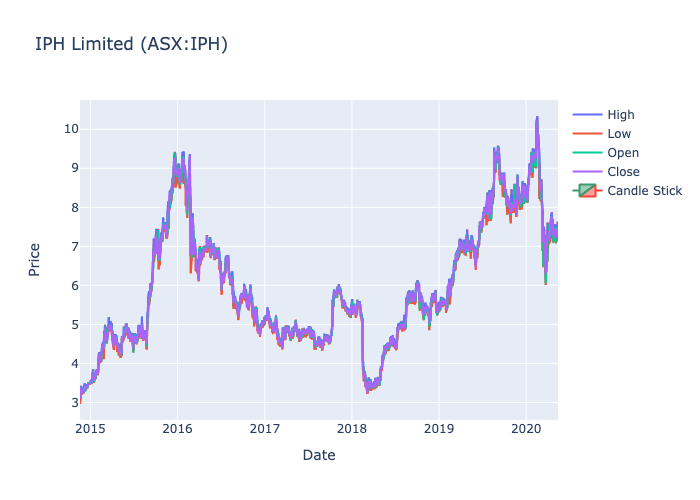 IPH Limited (ASX:IPH)
High
Low
Open
Close
Candle Stick
Price
10
9
8
7
6
5
4
3
2015 2016 2017 2018 2019 2020
Date